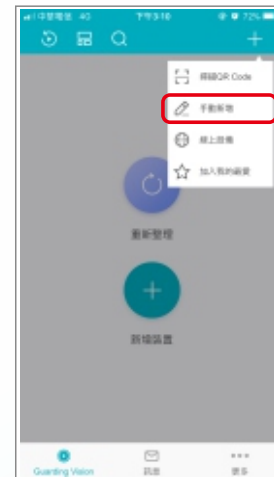 中華電信 4G 下午3:10 72%
掃描QR Code
手動新增
線上設備
加入我的最愛
重新整理
新增裝置
Guarding Vision 訊息 更多